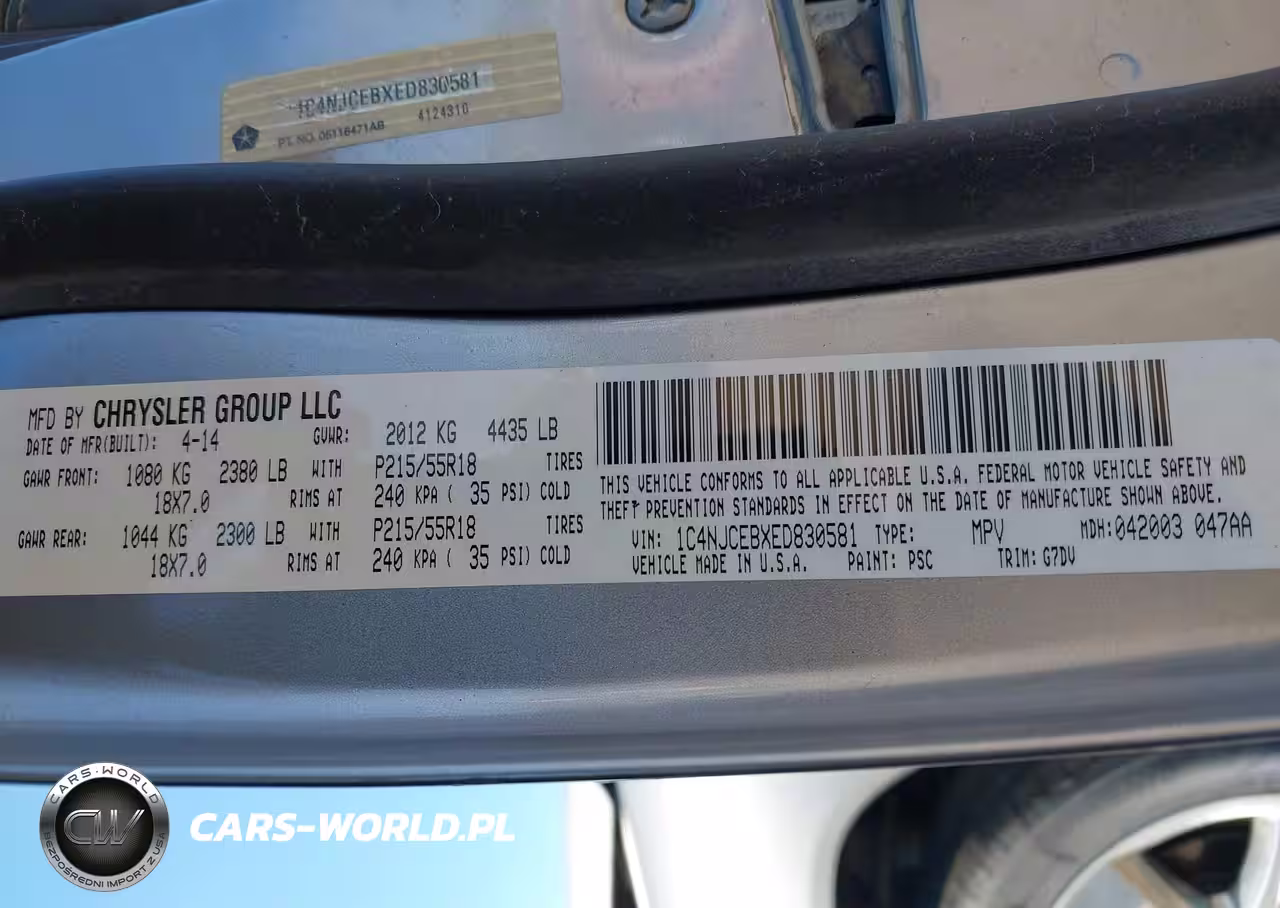 1C4NJCEBXED830581
PT. NO. 05116471AB 4124310
MFD BY CHRYSLER GROUP LLC
DATE OF MFR(BUILT): 4-14 GVWR: 2012 KG 4435 LB
GAWR FRONT: 1080 KG 2380 LB WITH P215/55R18 TIRES
18X7.0 RIMS AT 240 KPA ( 35 PSI) COLD
GAWR REAR: 1044 KG 2300 LB WITH P215/55R18 TIRES
18X7.0 RIMS AT 240 KPA ( 35 PSI) COLD
THIS VEHICLE CONFORMS TO ALL APPLICABLE U.S.A. FEDERAL MOTOR VEHICLE SAFETY AND
THEFT PREVENTION STANDARDS IN EFFECT ON THE DATE OF MANUFACTURE SHOWN ABOVE.
VIN: 1C4NJCEBXED830581 TYPE: MPV MDH:042003 047AA
VEHICLE MADE IN U.S.A. PAINT: PSC TRIM: G7DV
CARS-WORLD
CW
BEZPOŚREDNI IMPORT Z USA
CARS-WORLD.PL